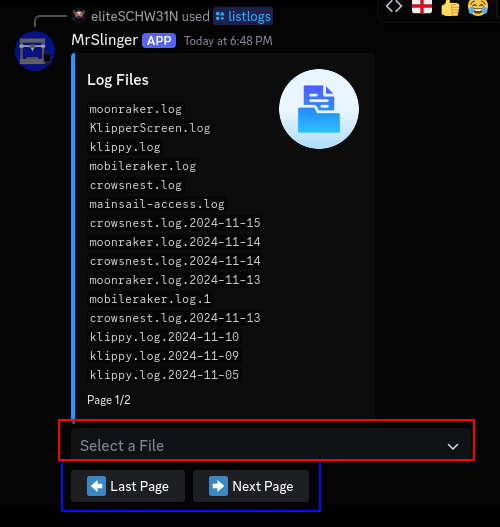 eliteSCHW31N used listlogs
MrSlinger APP Today at 6:48 PM
Log Files
moonraker.log
KlipperScreen.log
klippy.log
mobileraker.log
crowsnest.log
mainsail-access.log
crowsnest.log.2024-11-15
moonraker.log.2024-11-14
crowsnest.log.2024-11-14
moonraker.log.2024-11-13
mobileraker.log.1
crowsnest.log.2024-11-13
klippy.log.2024-11-10
klippy.log.2024-11-09
klippy.log.2024-11-05
Page 1/2
Select a File
Last Page Next Page